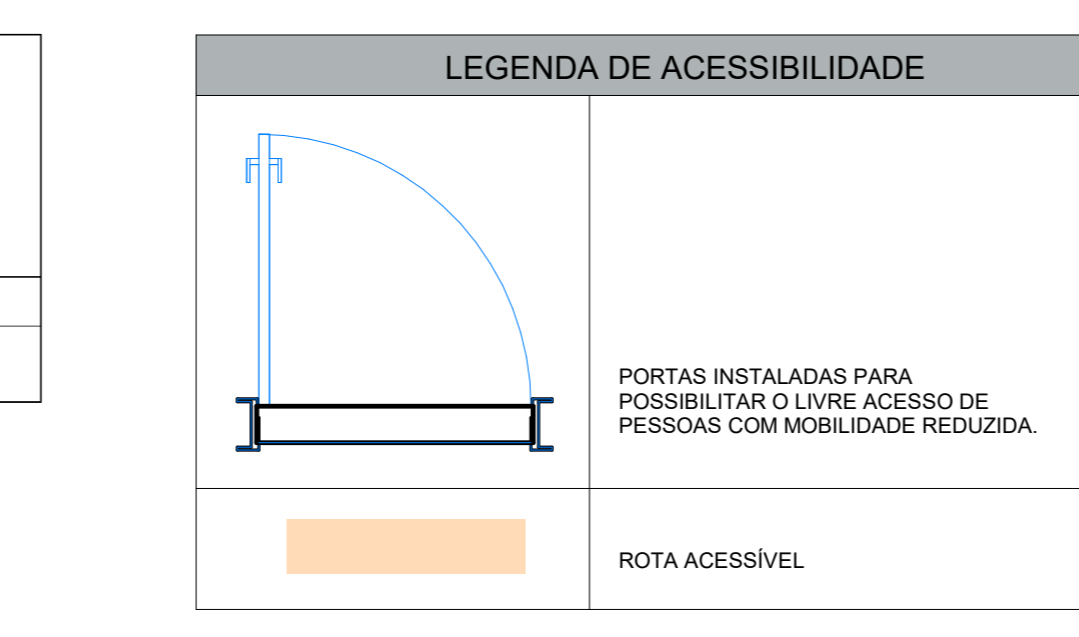 LEGENDA DE ACESSIBILIDADE
PORTAS INSTALADAS PARA
POSSIBILITAR O LIVRE ACESSO DE
PESSOAS COM MOBILIDADE REDUZIDA.
ROTA ACESSÍVEL